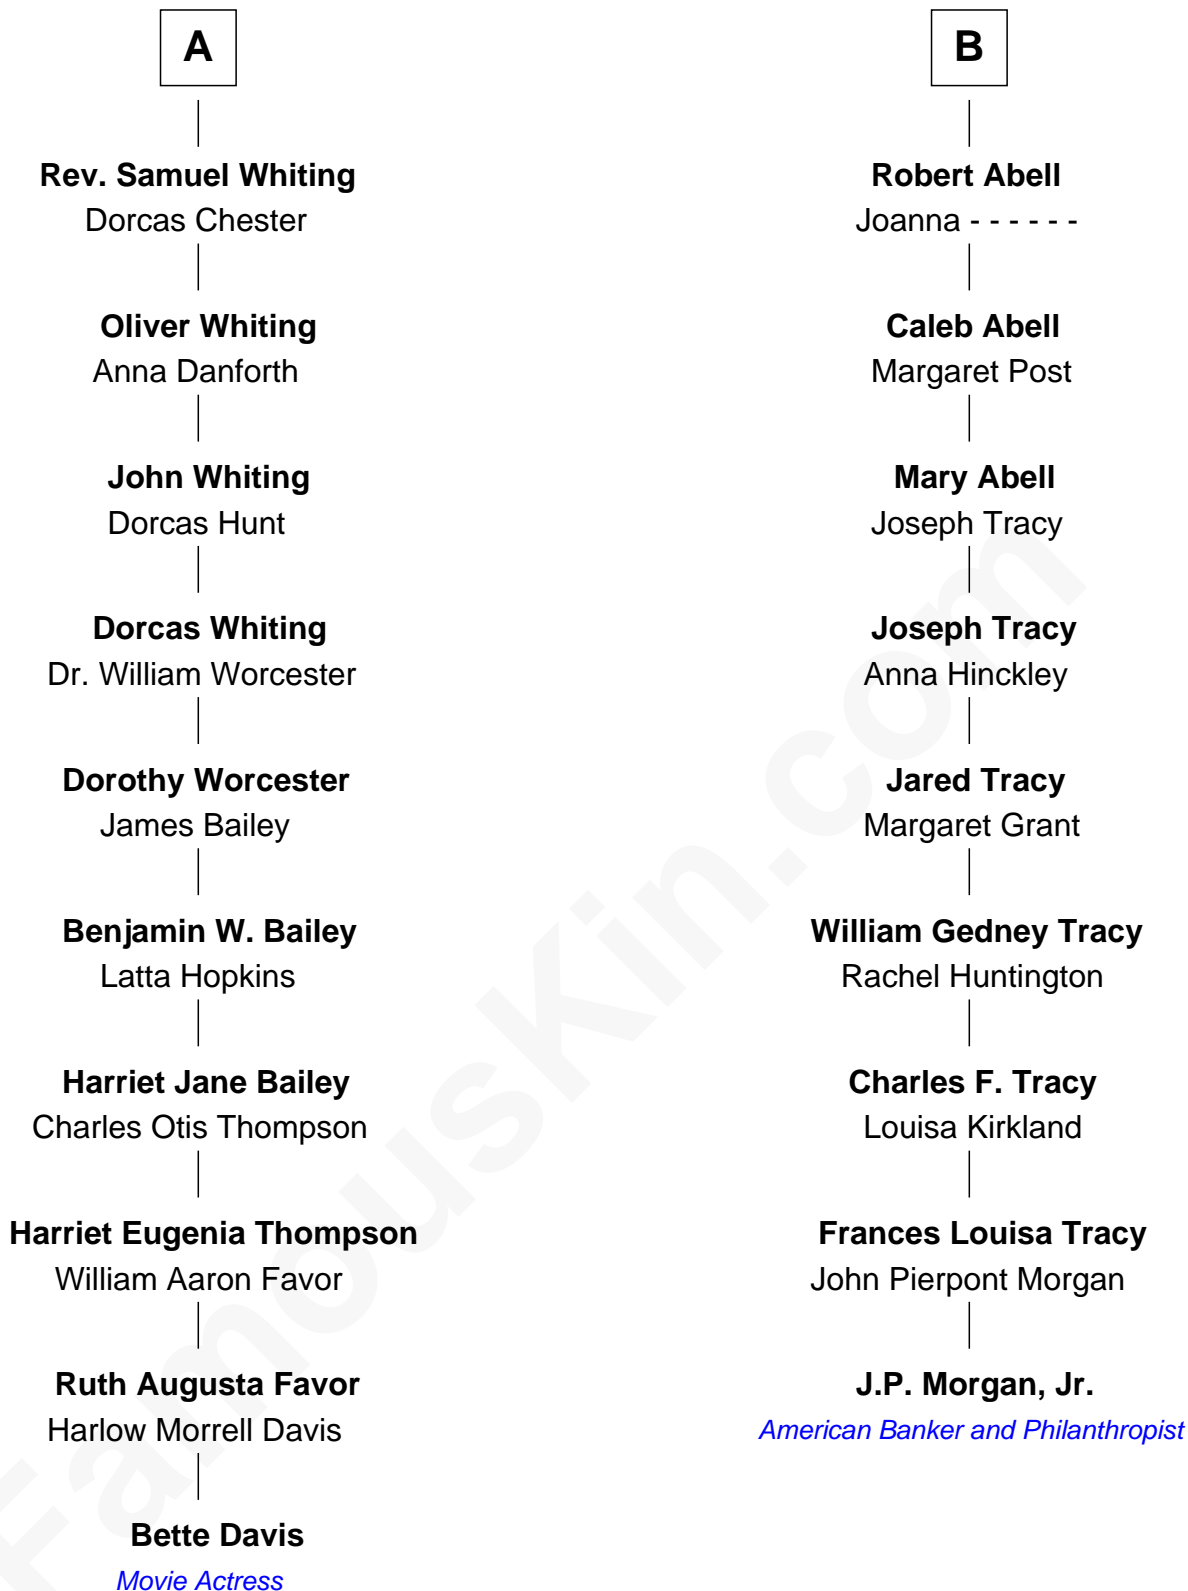 A
Rev. Samuel Whiting
Dorcas Chester
Oliver Whiting
Anna Danforth
John Whiting
Dorcas Hunt
Dorcas Whiting
Dr. William Worcester
Dorothy Worcester
James Bailey
Benjamin W. Bailey
Latta Hopkins
Harriet Jane Bailey
Charles Otis Thompson
Harriet Eugenia Thompson
William Aaron Favor
Ruth Augusta Favor
Harlow Morrell Davis
Bette Davis
Movie Actress
B
Robert Abell
Joanna - - - - - -
Caleb Abell
Margaret Post
Mary Abell
Joseph Tracy
Joseph Tracy
Anna Hinckley
Jared Tracy
Margaret Grant
William Gedney Tracy
Rachel Huntington
Charles F. Tracy
Louisa Kirkland
Frances Louisa Tracy
John Pierpont Morgan
J.P. Morgan, Jr.
American Banker and Philanthropist
FamousKin.com